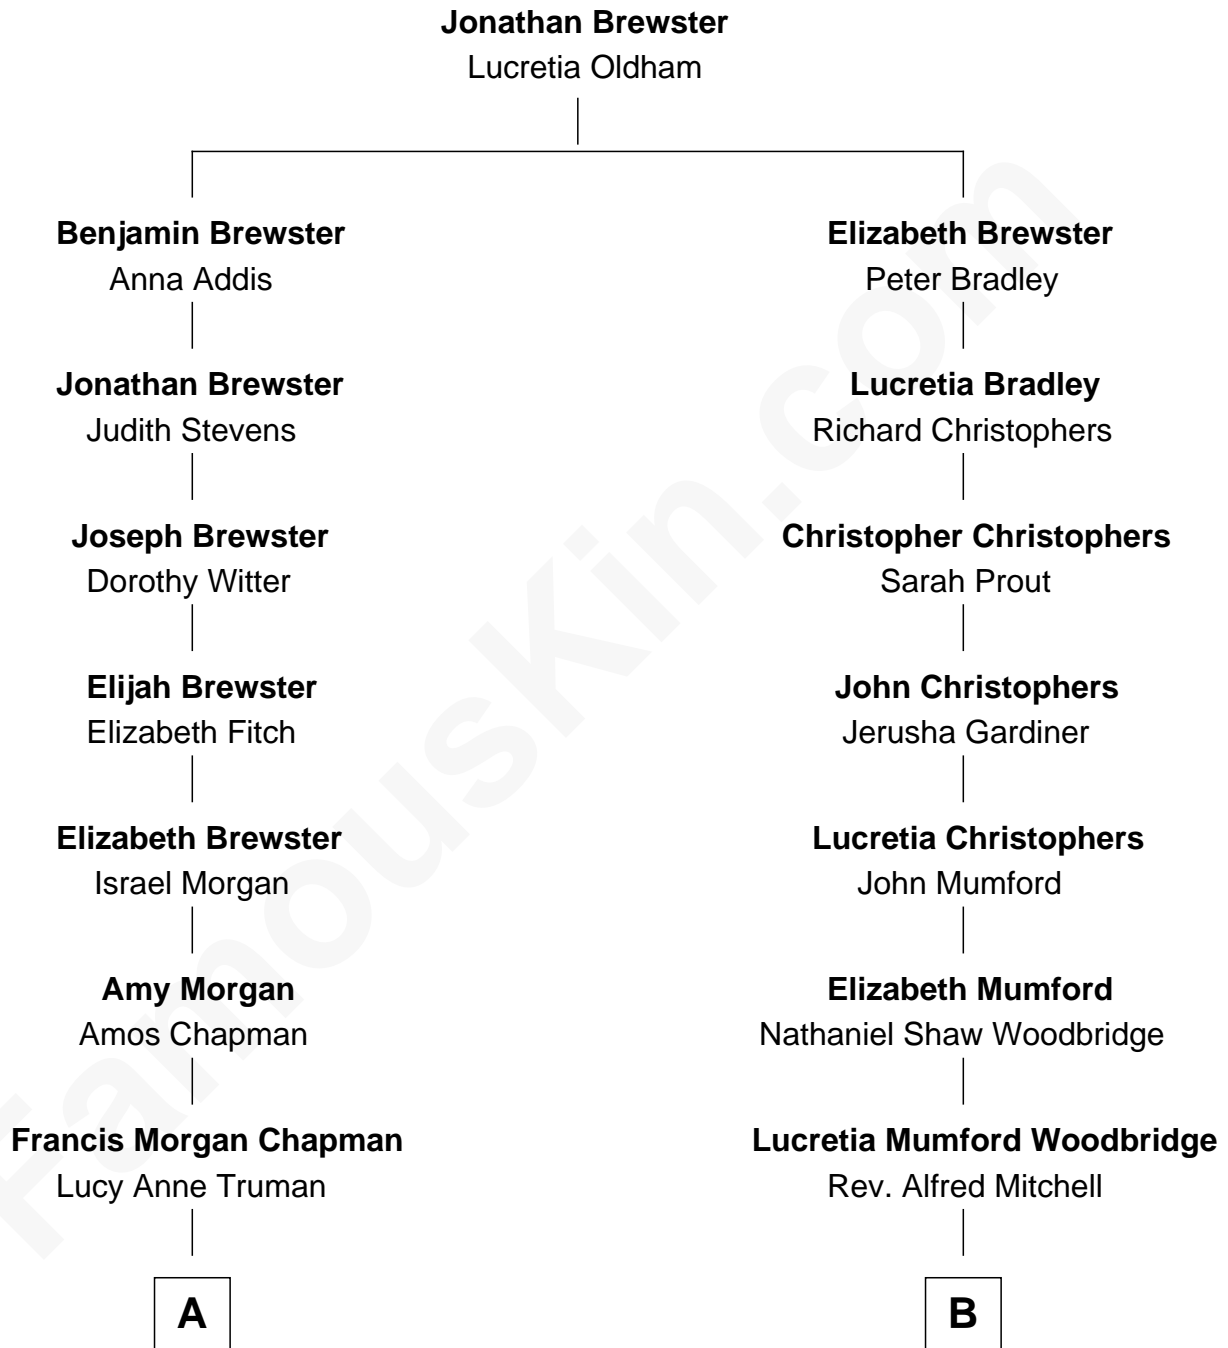 Jonathan Brewster
Lucretia Oldham
Benjamin Brewster
Anna Addis
Elizabeth Brewster
Peter Bradley
Jonathan Brewster
Judith Stevens
Lucretia Bradley
Richard Christophers
Joseph Brewster
Dorothy Witter
Christopher Christophers
Sarah Prout
Elijah Brewster
Elizabeth Fitch
John Christophers
Jerusha Gardiner
Elizabeth Brewster
Israel Morgan
Lucretia Christophers
John Mumford
Amy Morgan
Amos Chapman
Elizabeth Mumford
Nathaniel Shaw Woodbridge
Francis Morgan Chapman
Lucy Anne Truman
Lucretia Mumford Woodbridge
Rev. Alfred Mitchell
A
B
FamousKin.com